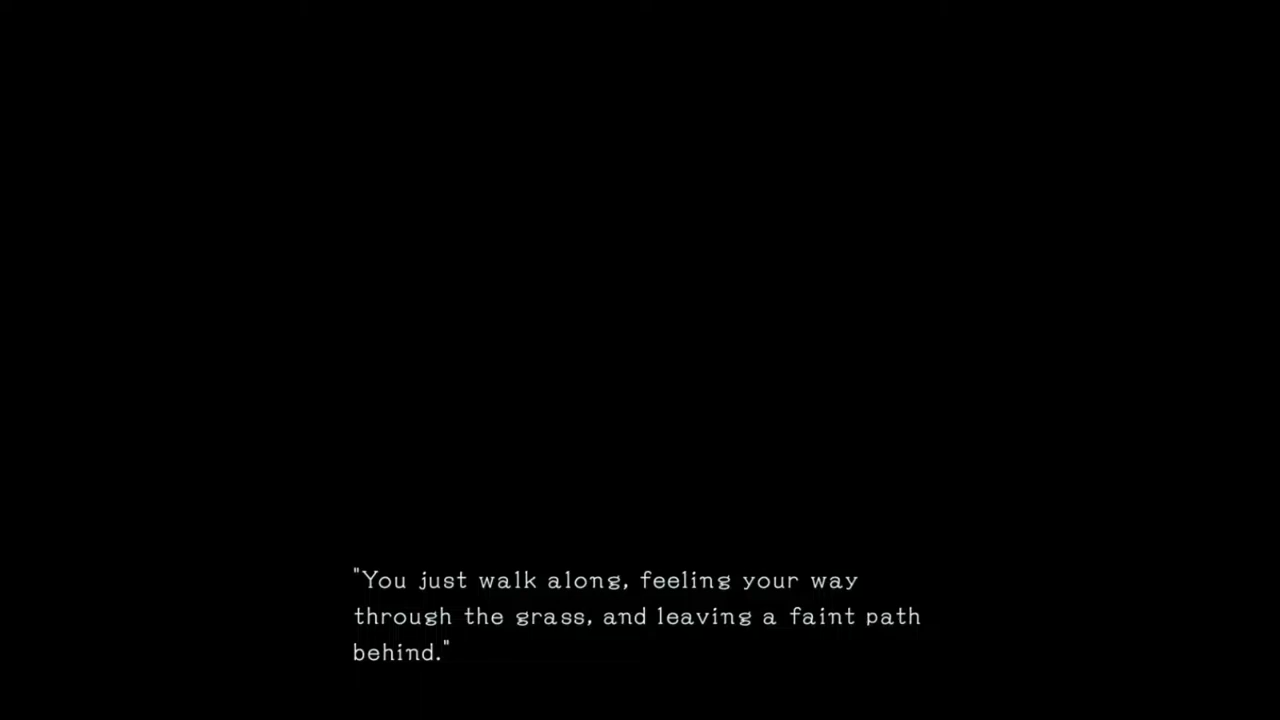 "You just walk along, feeling your way
through the grass, and leaving a faint path
behind."